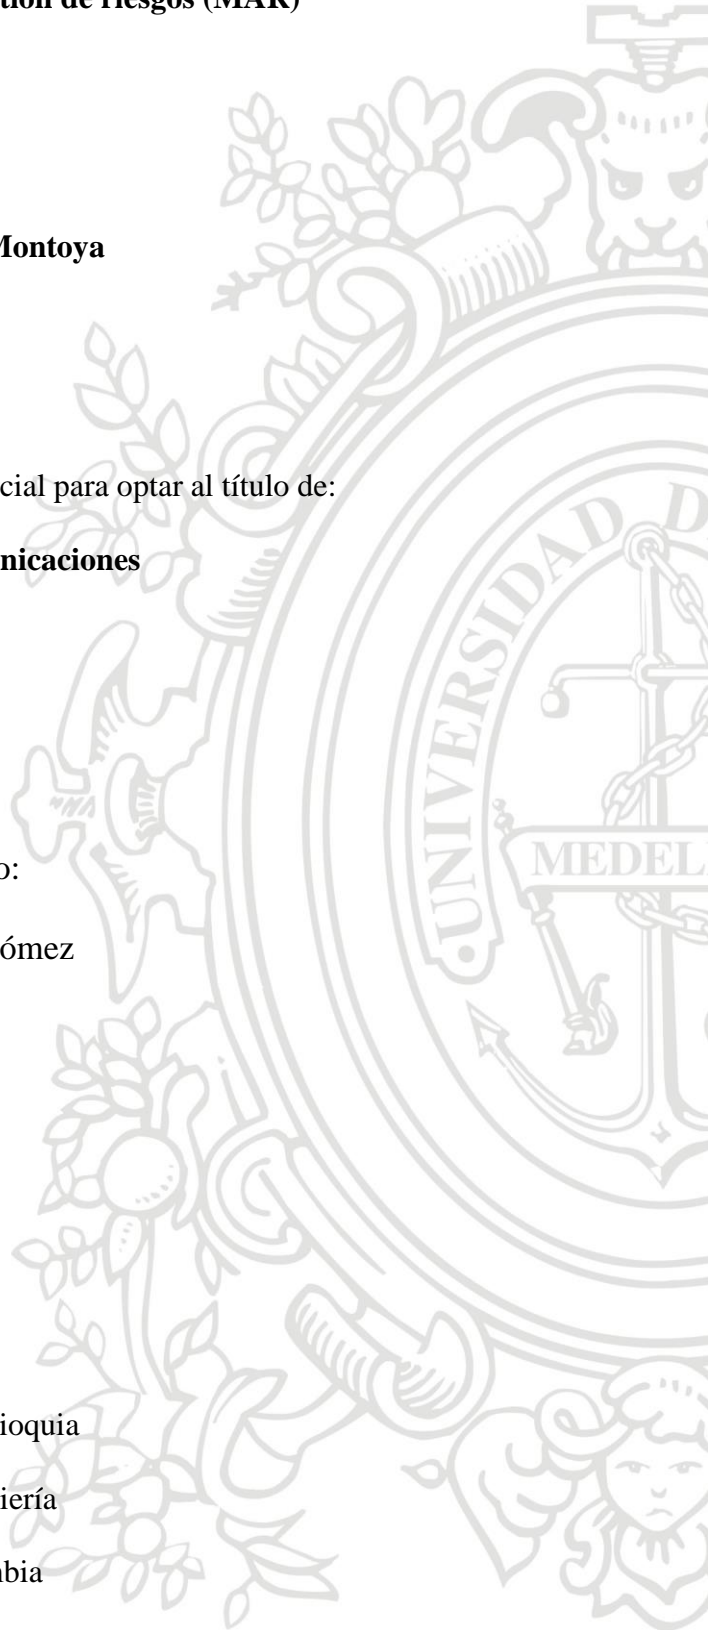 tión de riesgos (MAR)
Montoya
cial para optar al título de:
nicaciones
UNIVERSIDAD D
MEDEL
o:
ómez
ioquia
iería
bia